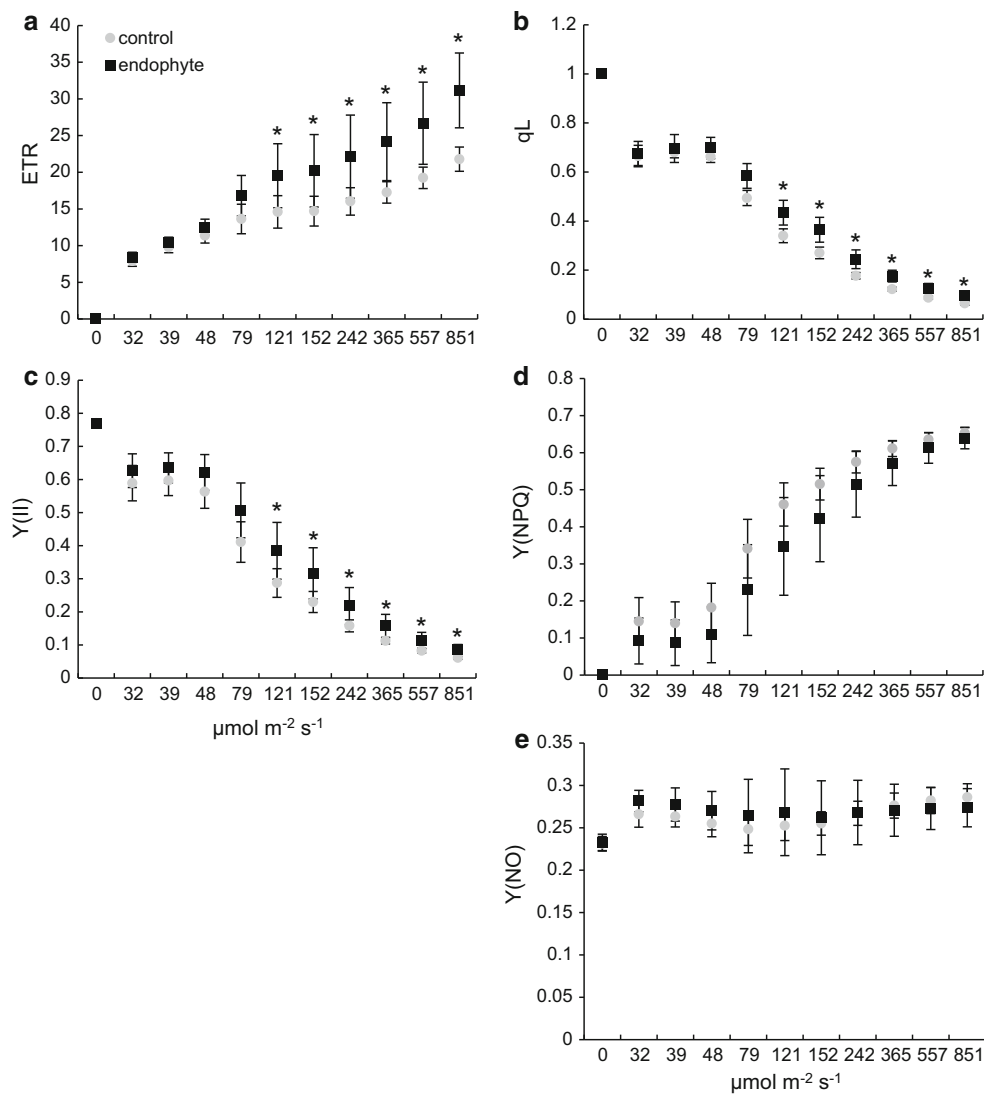 a
40
35
30
25
20
15
10
5
0
ETR
control
endophyte
* * * * * *
0 32 39 48 79 121 152 242 365 557 851
b
1.2
1
0.8
0.6
0.4
0.2
0
qL
* * * * * *
0 32 39 48 79 121 152 242 365 557 851
c
0.9
0.8
0.7
0.6
0.5
0.4
0.3
0.2
0.1
0
Y(II)
* * * * * *
0 32 39 48 79 121 152 242 365 557 851
µmol m-2 s-1
d
0.8
0.7
0.6
0.5
0.4
0.3
0.2
0.1
0
Y(NPQ)
0 32 39 48 79 121 152 242 365 557 851
e
0.35
0.3
0.25
0.2
0.15
0.1
0.05
0
Y(NO)
0 32 39 48 79 121 152 242 365 557 851
µmol m-2 s-1